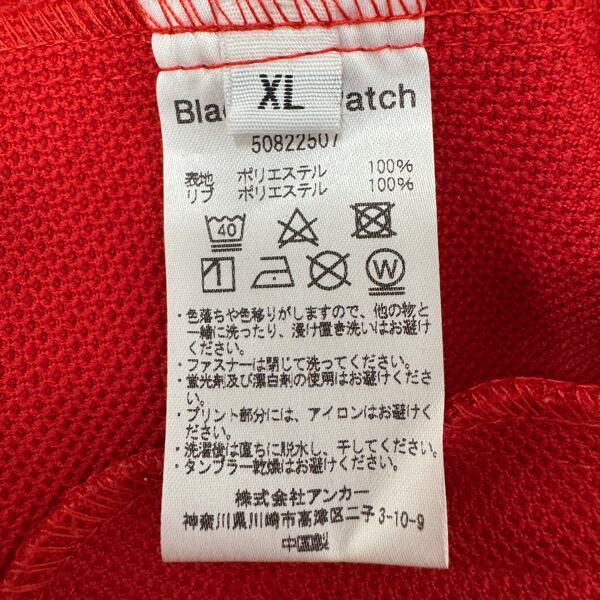 XL
Bla atch
50822507
表地 ポリエステル 100%
リブ ポリエステル 100%
40
W
・色落ちや色移りがしますので、他の物と
一緒に洗ったり、浸け置き洗いはお避け
ください。
・ファスナーは閉じて洗ってください。
・蛍光剤及び漂白剤の使用はお避けくださ
い。
・プリント部分には、アイロンはお避けく
ださい。
・洗濯後は直ちに脱水し、干してください。
・タンブラー乾燥はお避けください。
株式会社アンカー
神奈川県川崎市高津区二子3-10-9
中国製